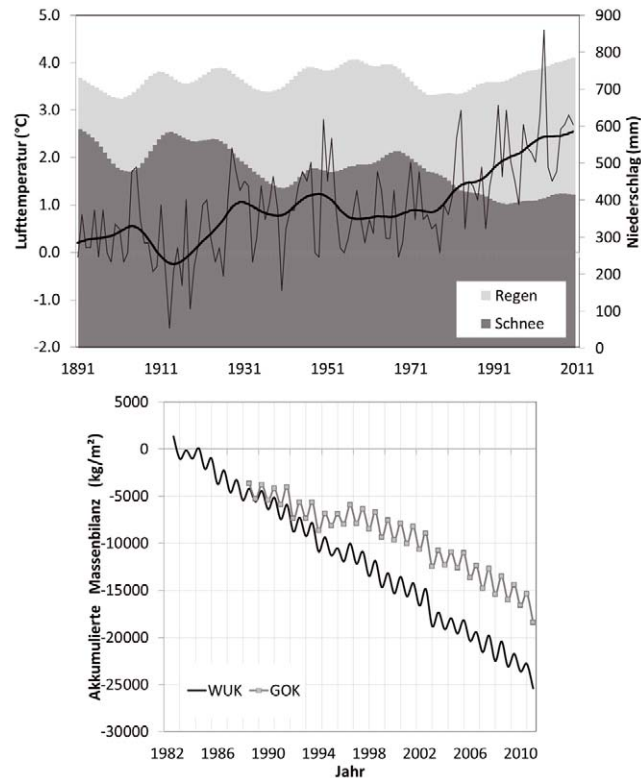 5.0
4.0
3.0
2.0
1.0
0.0
-1.0
-2.0
Lufttemperatur (°C)
900
800
700
600
500
400
300
200
100
0
Niederschlag (mm)
Regen
Schnee
1891 1911 1931 1951 1971 1991 2011
5000
0
-5000
-10000
-15000
-20000
-25000
-30000
Akkumulierte Massenbilanz (kg/m²)
WUK GOK
1982 1986 1990 1994 1998 2002 2006 2010
Jahr